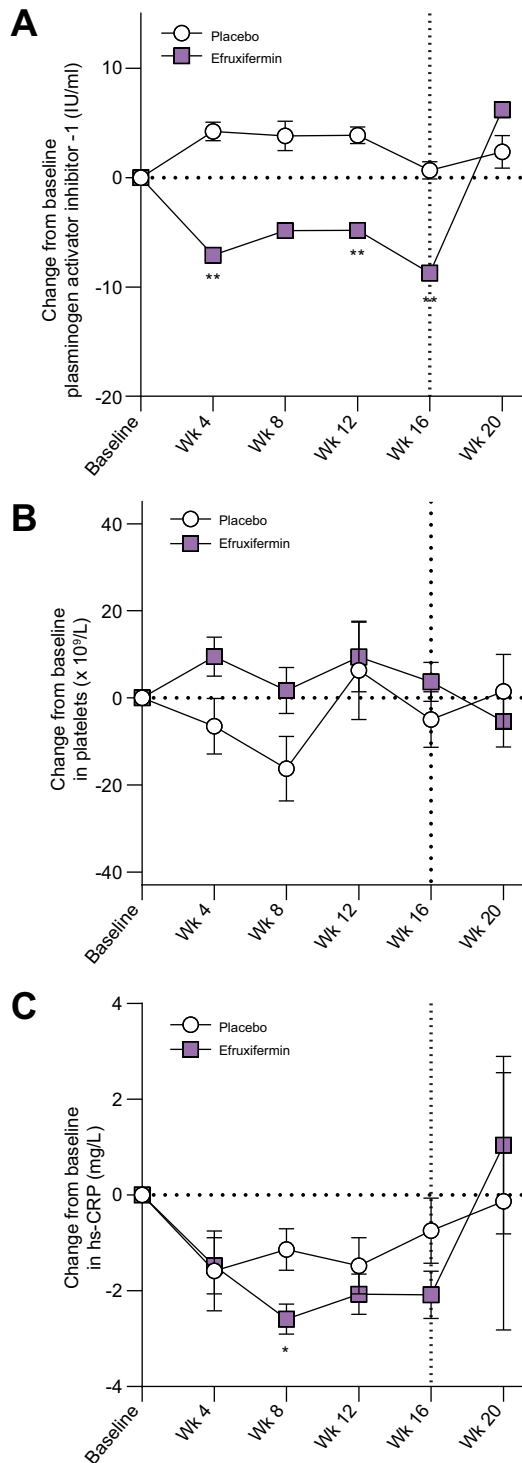 A
Placebo
Efruxifermin
Change from baseline
plasminogen activator inhibitor -1 (IU/ml)
10
0
-10
-20
**
**
**
Baseline
Wk 4
Wk 8
Wk 12
Wk 16
Wk 20
B
Placebo
Efruxifermin
Change from baseline
in platelets (x 10⁹/L)
40
20
0
-20
-40
Baseline
Wk 4
Wk 8
Wk 12
Wk 16
Wk 20
C
Placebo
Efruxifermin
Change from baseline
in hs-CRP (mg/L)
4
2
0
-2
-4
*
Baseline
Wk 4
Wk 8
Wk 12
Wk 16
Wk 20